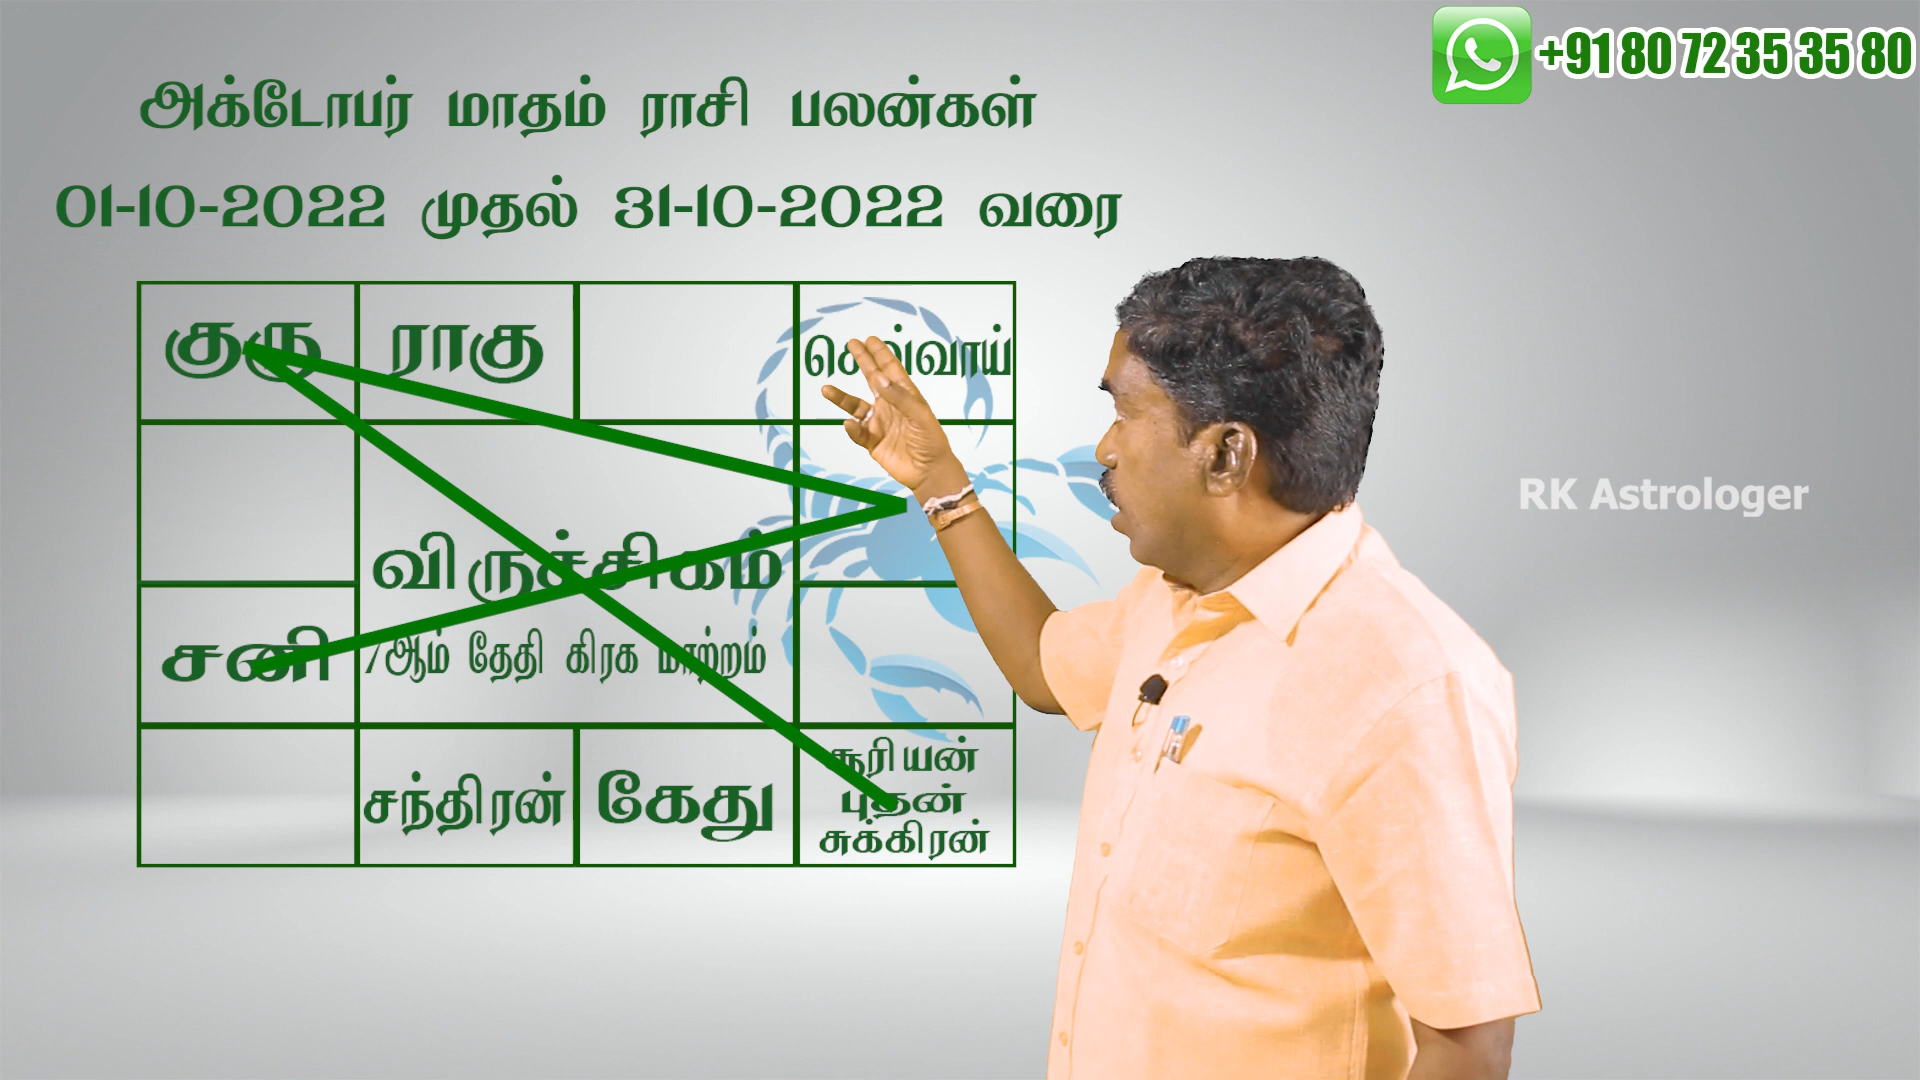 +91 80 72 35 35 80
அக்டோபர் மாதம் ராசி பலன்கள்
01-10-2022 முதல் 31-10-2022 வரை
குரு ராகு செவ்வாய்
விருச்சிகம்
சனி 7ஆம் தேதி கிரக மாற்றம்
சந்திரன் கேது சூரியன்
புதன்
சுக்கிரன்
RK Astrologer